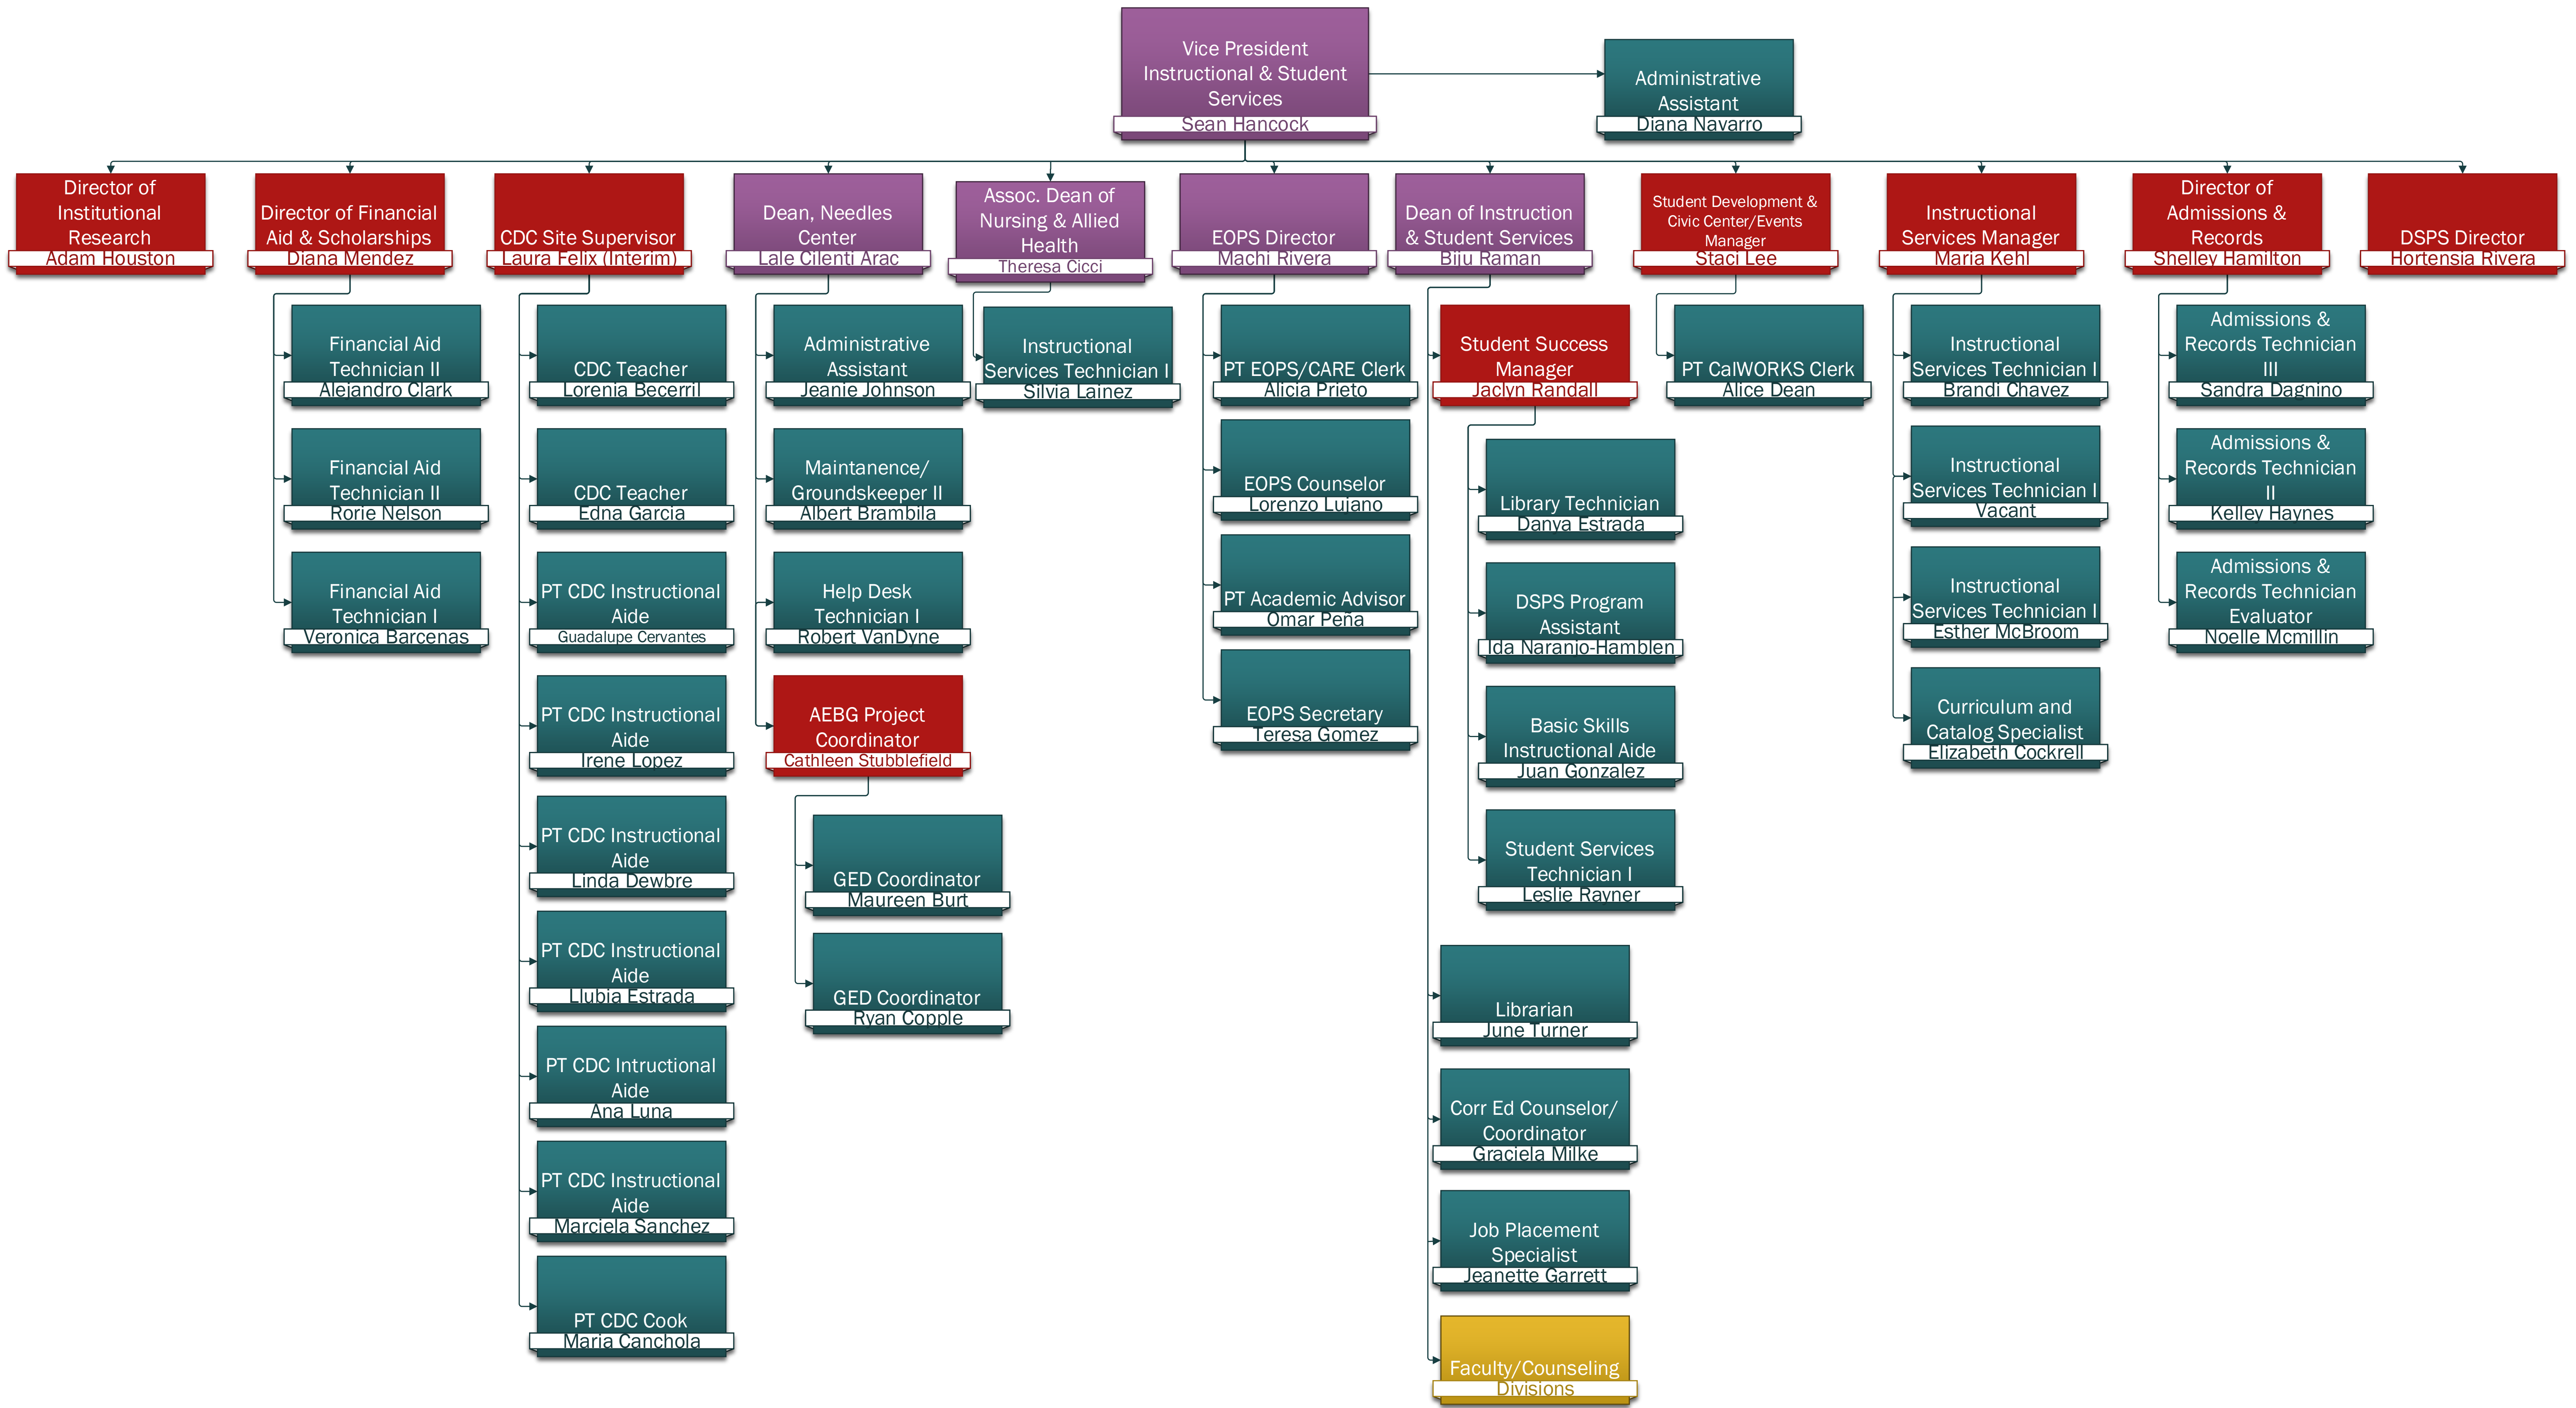 Vice President
Instructional & Student
Services
Sean Hancock
Administrative
Assistant
Diana Navarro
Director of
Institutional
Research
Adam Houston
Director of Financial
Aid & Scholarships
Diana Mendez
CDC Site Supervisor
Laura Felix (Interim)
Dean, Needles
Center
Lale Cilenti Arac
Assoc. Dean of
Nursing & Allied
Health
Theresa Cicci
EOPS Director
Machi Rivera
Dean of Instruction
& Student Services
Biju Raman
Student Development &
Civic Center/Events
Manager
Staci Lee
Instructional
Services Manager
Maria Kehl
Director of
Admissions &
Records
Shelley Hamilton
DSPS Director
Hortensia Rivera
Financial Aid
Technician II
Alejandro Clark
Financial Aid
Technician II
Rorie Nelson
Financial Aid
Technician I
Veronica Barcenas
CDC Teacher
Lorenia Becerril
CDC Teacher
Edna Garcia
PT CDC Instructional
Aide
Guadalupe Cervantes
PT CDC Instructional
Aide
Irene Lopez
PT CDC Instructional
Aide
Linda Dewbre
PT CDC Instructional
Aide
Llubia Estrada
PT CDC Intructional
Aide
Ana Luna
PT CDC Instructional
Aide
Marciela Sanchez
PT CDC Cook
Maria Canchola
Administrative
Assistant
Jeanie Johnson
Maintanence/
Groundskeeper II
Albert Brambila
Help Desk
Technician I
Robert VanDyne
AEBG Project
Coordinator
Cathleen Stubblefield
GED Coordinator
Maureen Burt
GED Coordinator
Ryan Copple
Instructional
Services Technician I
Silvia Lainez
PT EOPS/CARE Clerk
Alicia Prieto
EOPS Counselor
Lorenzo Lujano
PT Academic Advisor
Omar Peña
EOPS Secretary
Teresa Gomez
Student Success
Manager
Jaclyn Randall
Library Technician
Danya Estrada
DSPS Program
Assistant
Ida Naranjo-Hamblen
Basic Skills
Instructional Aide
Juan Gonzalez
Student Services
Technician I
Leslie Rayner
Librarian
June Turner
Corr Ed Counselor/
Coordinator
Graciela Milke
Job Placement
Specialist
Jeanette Garrett
Faculty/Counseling
Divisions
PT CalWORKS Clerk
Alice Dean
Instructional
Services Technician I
Brandi Chavez
Instructional
Services Technician I
Vacant
Instructional
Services Technician I
Esther McBroom
Curriculum and
Catalog Specialist
Elizabeth Cockrell
Admissions &
Records Technician
III
Sandra Dagnino
Admissions &
Records Technician
II
Kelley Haynes
Admissions &
Records Technician
Evaluator
Noelle Mcmillin